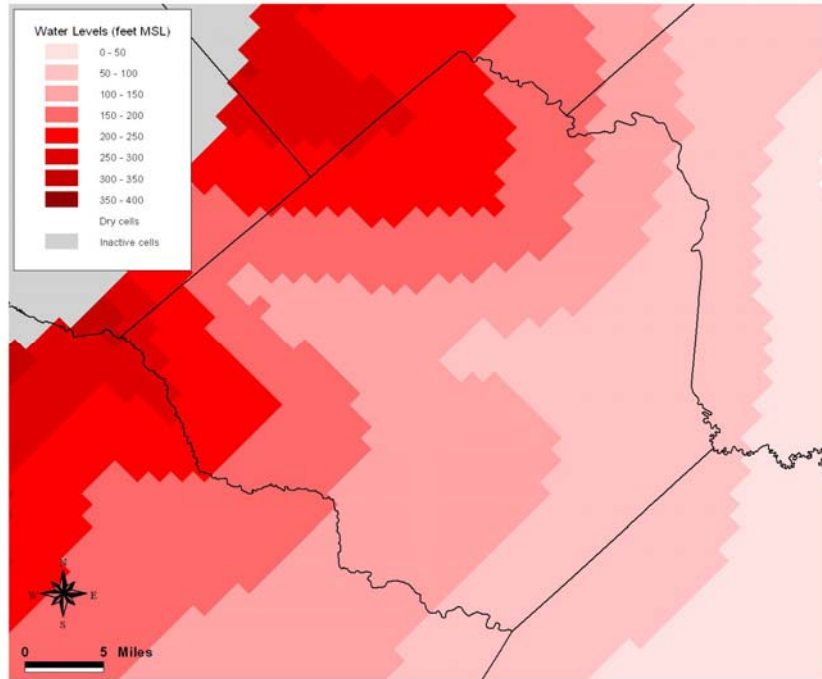 Water Levels (feet MSL)
0 - 50
50 - 100
100 - 150
150 - 200
200 - 250
250 - 300
300 - 350
350 - 400
Dry cells
Inactive cells
N
W E
S
0 5 Miles